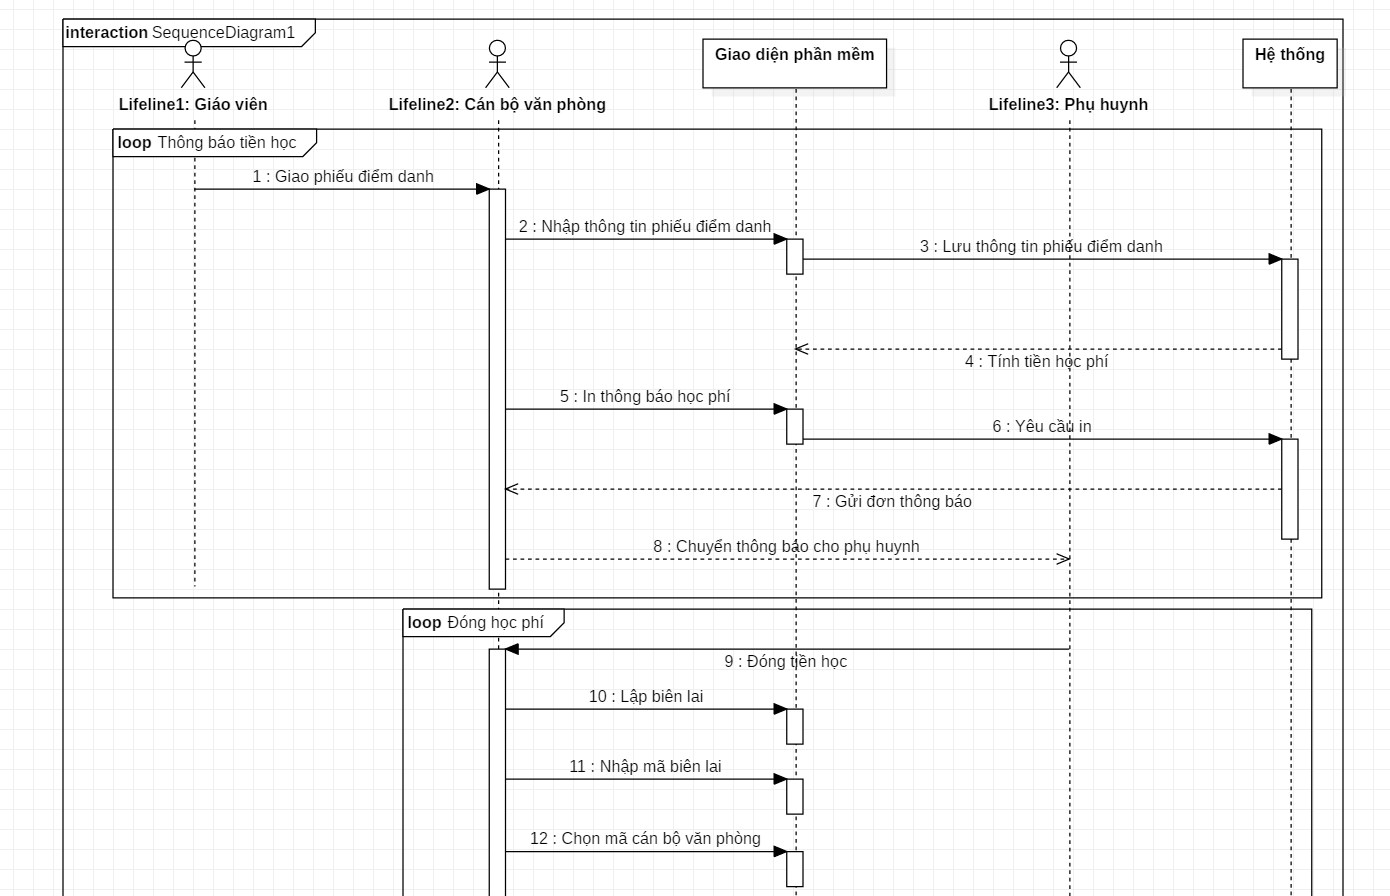 interaction SequenceDiagram1
Lifeline1: Giáo viên
Lifeline2: Cán bộ văn phòng
Giao diện phần mềm
Lifeline3: Phụ huynh
Hệ thống
loop Thông báo tiền học
1 : Giao phiếu điểm danh
2 : Nhập thông tin phiếu điểm danh
3 : Lưu thông tin phiếu điểm danh
4 : Tính tiền học phí
5 : In thông báo học phí
6 : Yêu cầu in
7 : Gửi đơn thông báo
8 : Chuyển thông báo cho phụ huynh
loop Đóng học phí
9 : Đóng tiền học
10 : Lập biên lai
11 : Nhập mã biên lai
12 : Chọn mã cán bộ văn phòng